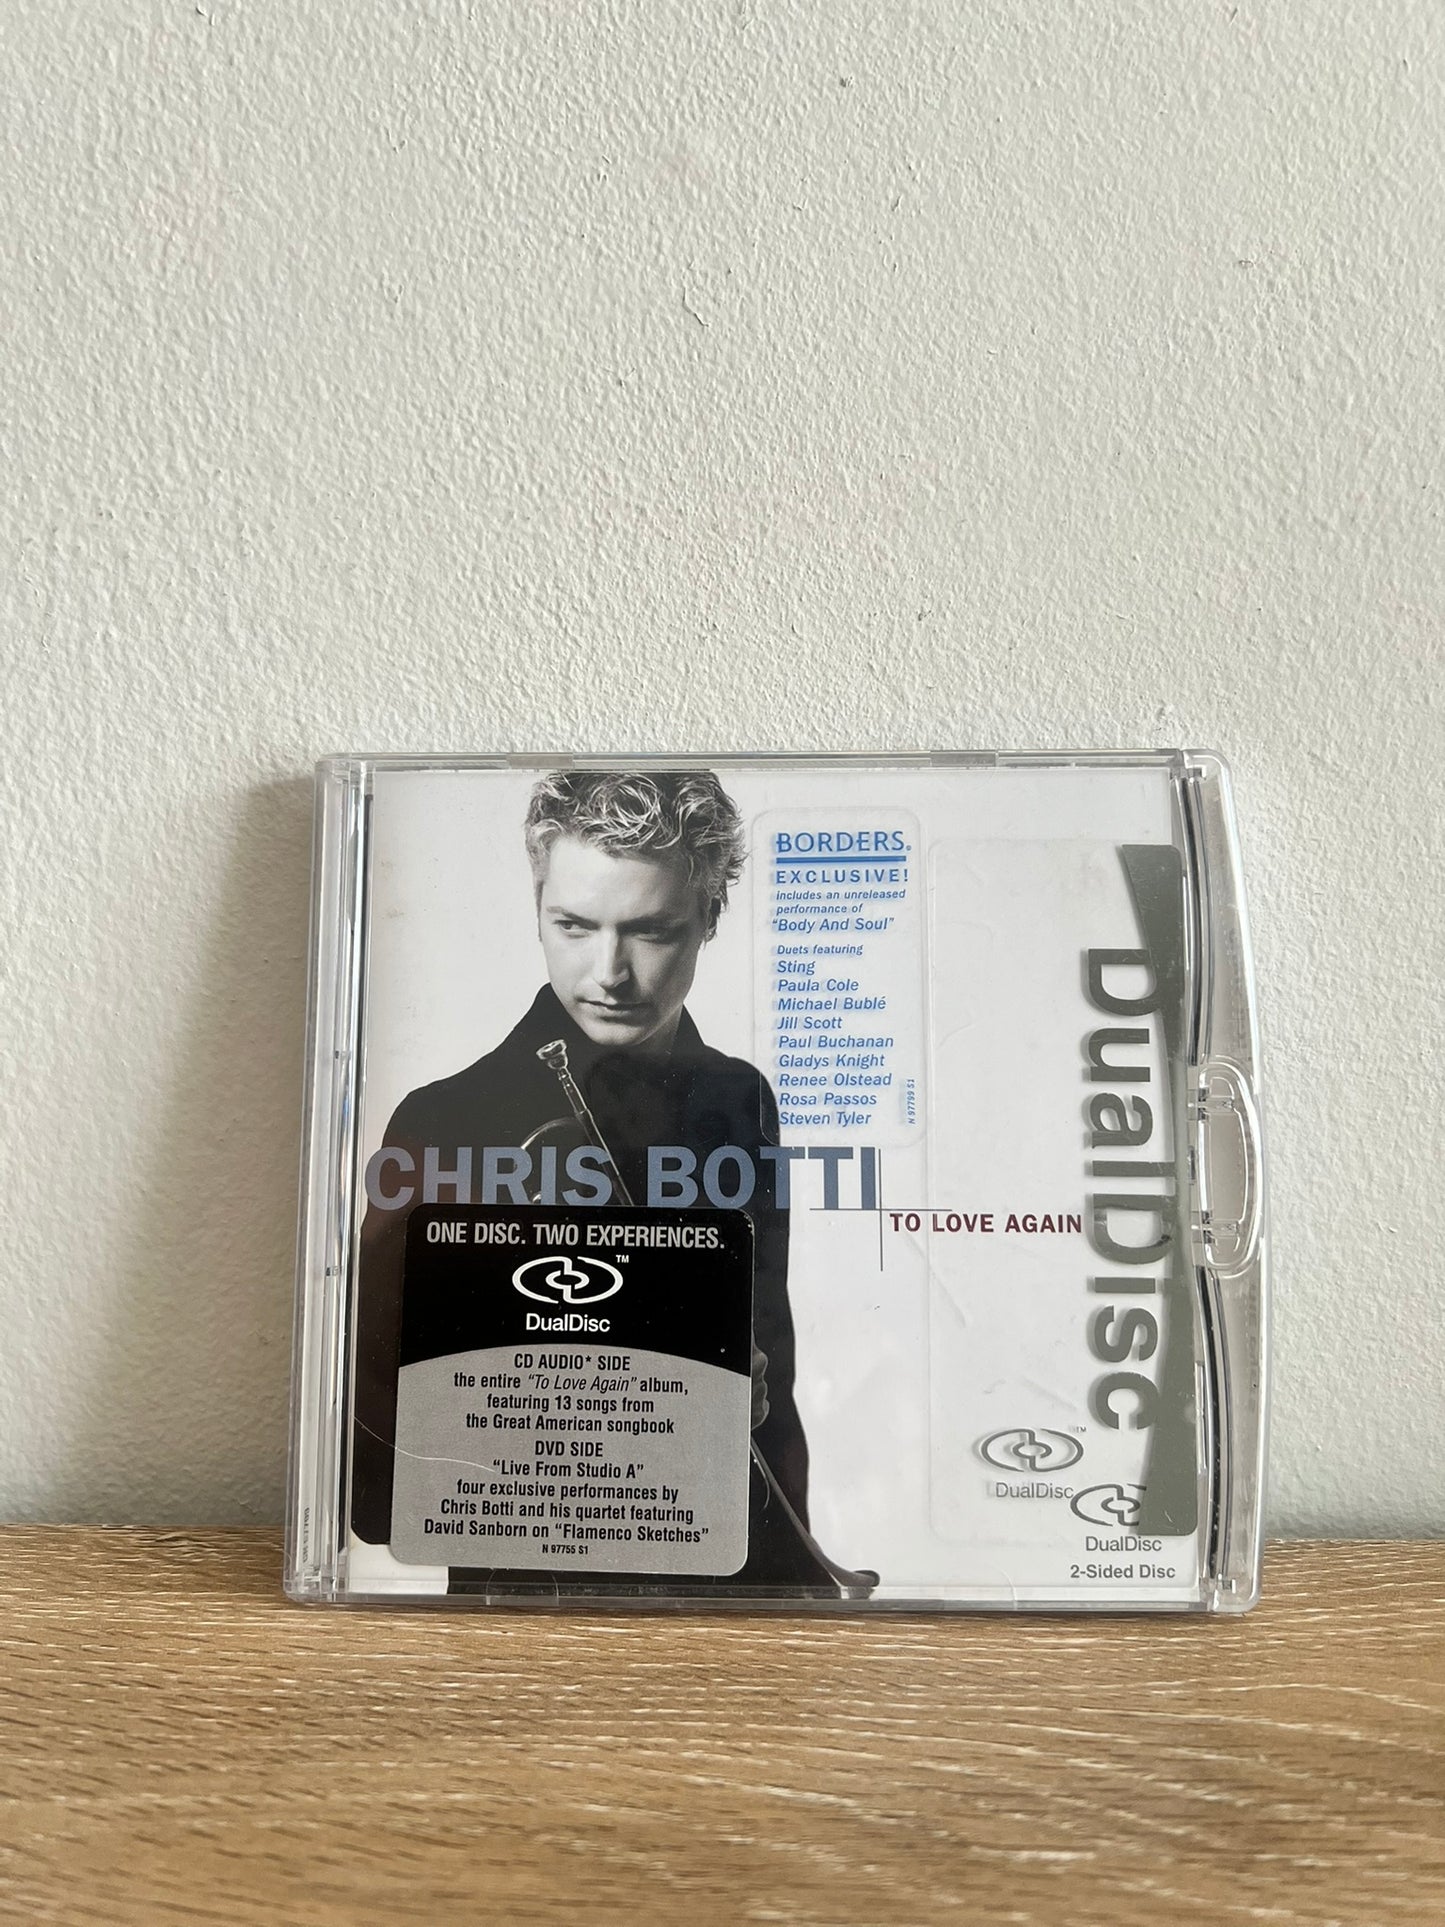 BORDERS®
EXCLUSIVE!
includes an unreleased
performance of
"Body And Soul"
Duets featuring
Sting
Paula Cole
Michael Bublé
Jill Scott
Paul Buchanan
Gladys Knight
Renee Olstead
Rosa Passos
Steven Tyler
N 97799 S1
CHRIS BOTTI
TO LOVE AGAIN
ONE DISC. TWO EXPERIENCES.
TM
DualDisc
CD AUDIO* SIDE
the entire "To Love Again" album,
featuring 13 songs from
the Great American songbook
DVD SIDE
"Live From Studio A"
four exclusive performances by
Chris Botti and his quartet featuring
David Sanborn on "Flamenco Sketches"
N 97755 S1
DualDisc
TM
DualDisc
DualDisc
2-Sided Disc